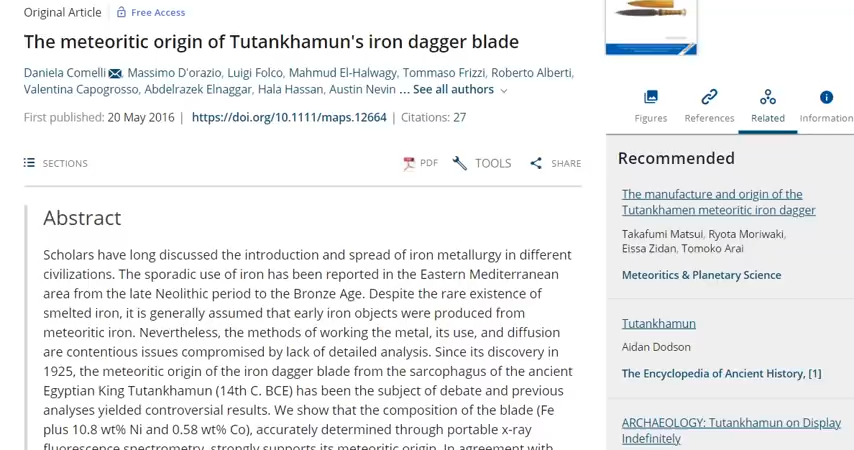 Original Article | Free Access
The meteoritic origin of Tutankhamun's iron dagger blade
Daniela Comelli, Massimo D'orazio, Luigi Folco, Mahmud El-Halwagy, Tommaso Frizzi, Roberto Alberti,
Valentina Capogrosso, Abdelrazek Elnaggar, Hala Hassan, Austin Nevin ... See all authors
First published: 20 May 2016 | https://doi.org/10.1111/maps.12664 | Citations: 27
SECTIONS
PDF
TOOLS
SHARE
Abstract
Scholars have long discussed the introduction and spread of iron metallurgy in different
civilizations. The sporadic use of iron has been reported in the Eastern Mediterranean
area from the late Neolithic period to the Bronze Age. Despite the rare existence of
smelted iron, it is generally assumed that early iron objects were produced from
meteoritic iron. Nevertheless, the methods of working the metal, its use, and diffusion
are contentious issues compromised by lack of detailed analysis. Since its discovery in
1925, the meteoritic origin of the iron dagger blade from the sarcophagus of the ancient
Egyptian King Tutankhamun (14th C. BCE) has been the subject of debate and previous
analyses yielded controversial results. We show that the composition of the blade (Fe
plus 10.8 wt% Ni and 0.58 wt% Co), accurately determined through portable x-ray
fluorescence spectrometry, strongly supports its meteoritic origin. In agreement with
Figures
References
Related
Information
Recommended
The manufacture and origin of the
Tutankhamen meteoritic iron dagger
Takafumi Matsui, Ryota Moriwaki,
Eissa Zidan, Tomoko Arai
Meteoritics & Planetary Science
Tutankhamun
Aidan Dodson
The Encyclopedia of Ancient History, [1]
ARCHAEOLOGY: Tutankhamun on Display
Indefinitely